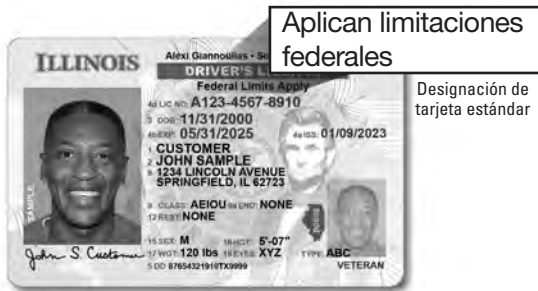 Aplican limitaciones
federales
Designación de
tarjeta estándar
ILLINOIS
Alexi Giannoulias •
DRIVER'S
Federal Limits Apply
4d LIC NO: A123-4567-8910
3 DOB: 11/31/2000
4b EXP: 05/31/2025 4a ISS: 01/09/2023
1 CUSTOMER
2 JOHN SAMPLE
8 1234 LINCOLN AVENUE
SPRINGFIELD, IL 62723
9 CLASS: AEIOU 9a END: NONE
12 REST: NONE
15 SEX: M 16 HGT: 5'-07"
17 WGT: 120 lbs 18 EYES: XYZ TYPE: ABC
5 DD 87654321910TX9999 VETERAN
SAMPLE
John S. Customer
ILLINOIS